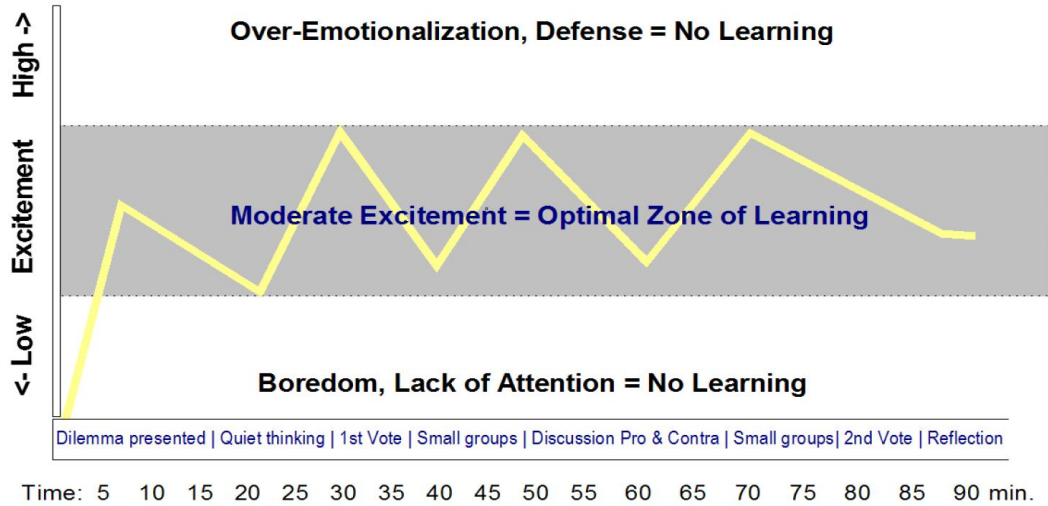 High ->
Over-Emotionalization, Defense = No Learning
Excitement
Moderate Excitement = Optimal Zone of Learning
<- Low
Boredom, Lack of Attention = No Learning
Dilemma presented | Quiet thinking | 1st Vote | Small groups | Discussion Pro & Contra | Small groups| 2nd Vote | Reflection
Time: 5 10 15 20 25 30 35 40 45 50 55 60 65 70 75 80 85 90 min.